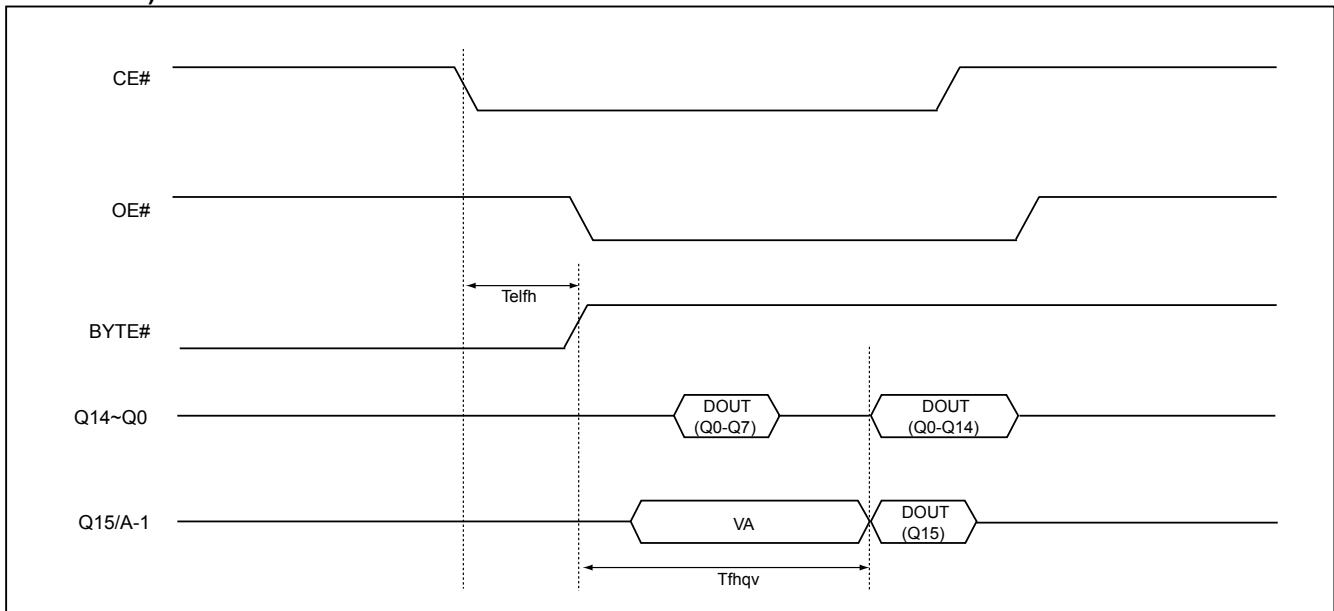 CE#
OE#
Telfh
BYTE#
Q14~Q0
DOUT
(Q0-Q7)
DOUT
(Q0-Q14)
Q15/A-1
VA
DOUT
(Q15)
Tfhqv